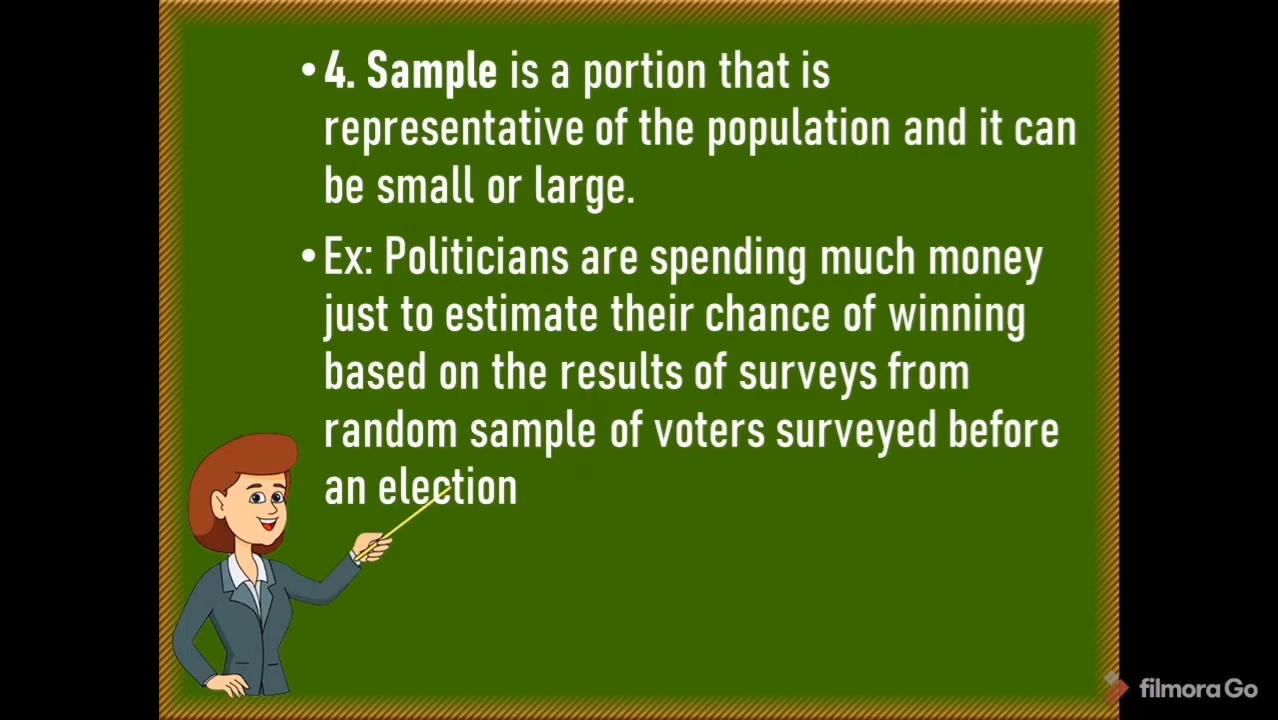 • 4. Sample is a portion that is
representative of the population and it can
be small or large.
• Ex: Politicians are spending much money
just to estimate their chance of winning
based on the results of surveys from
random sample of voters surveyed before
an election
filmora Go